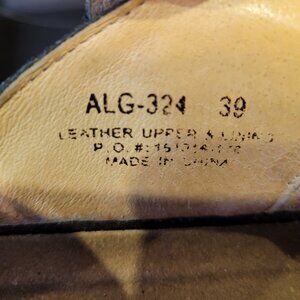 ALG-324 39
LEATHER UPPER & LINING
P.O. #:
MADE IN CHINA